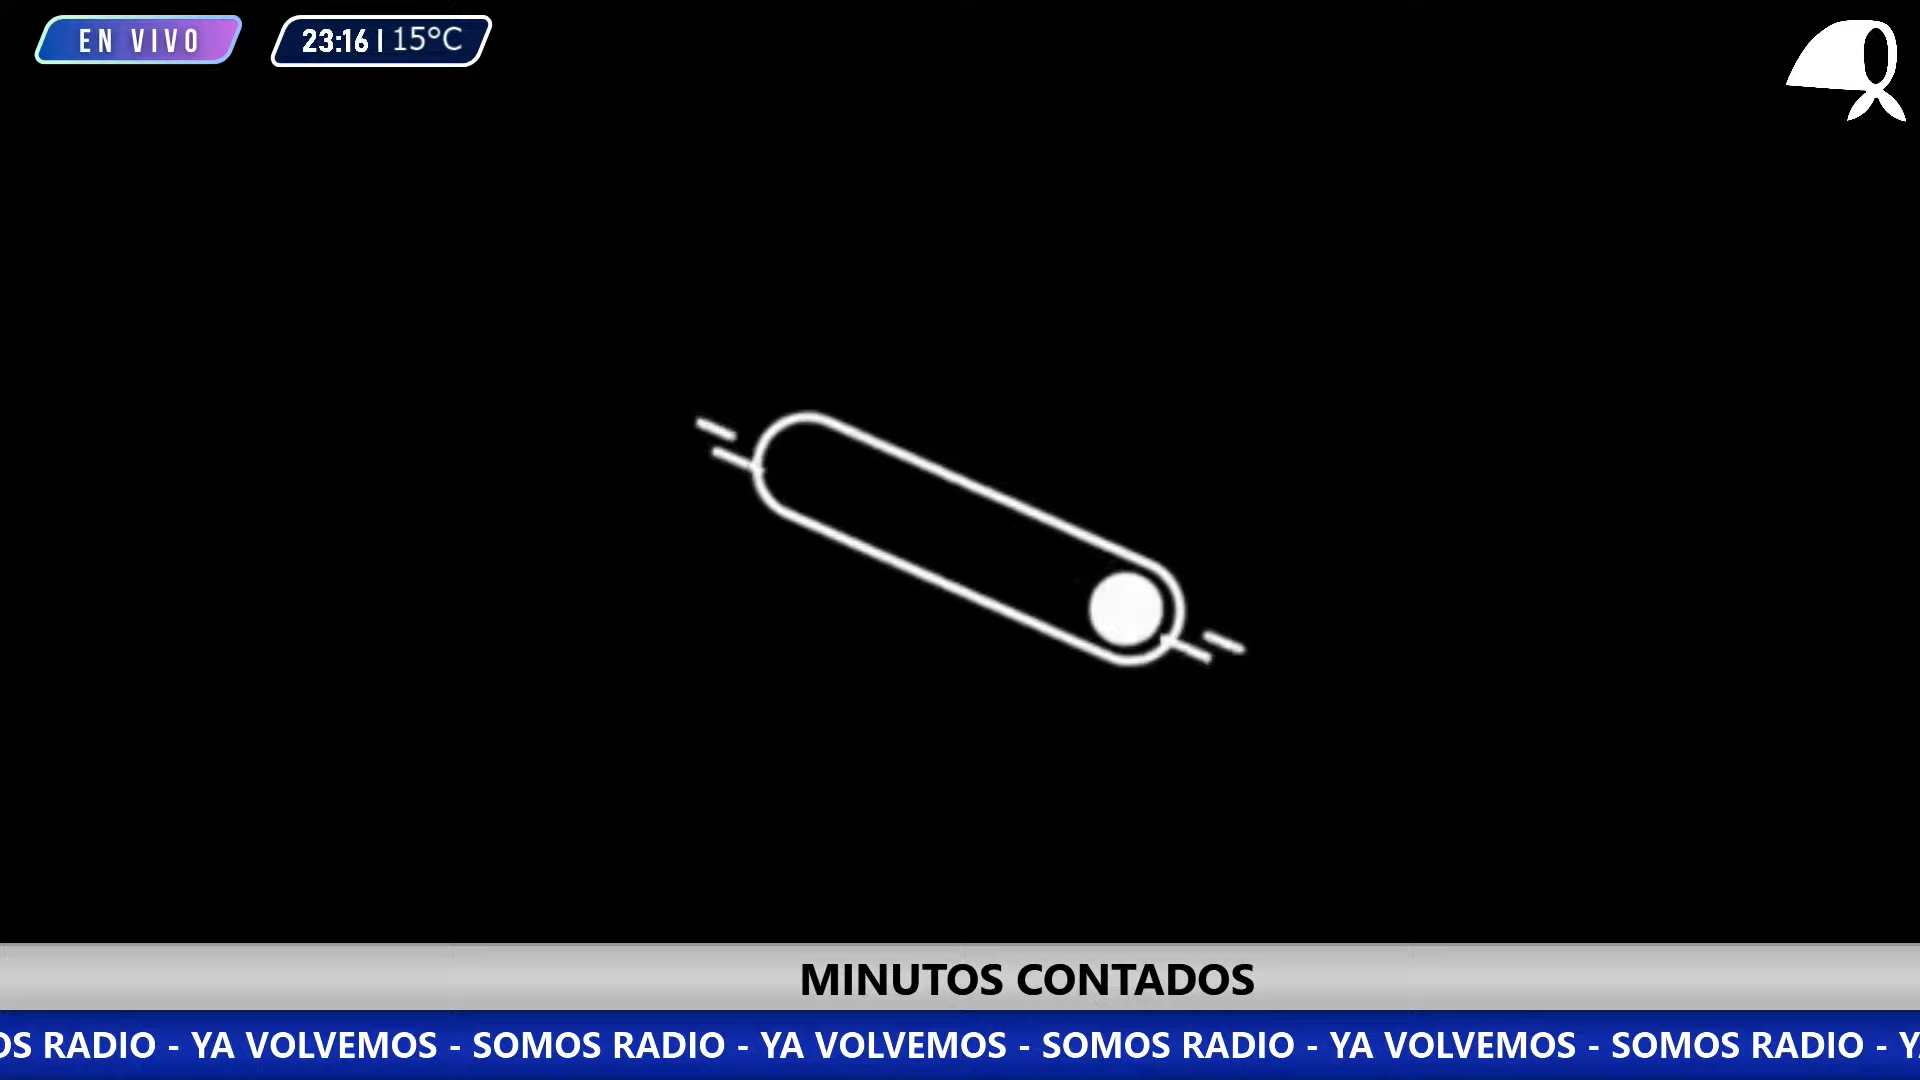 EN VIVO
23:16 | 15°C
MINUTOS CONTADOS
OS RADIO - YA VOLVEMOS - SOMOS RADIO - YA VOLVEMOS - SOMOS RADIO - YA VOLVEMOS - SOMOS RADIO - Y